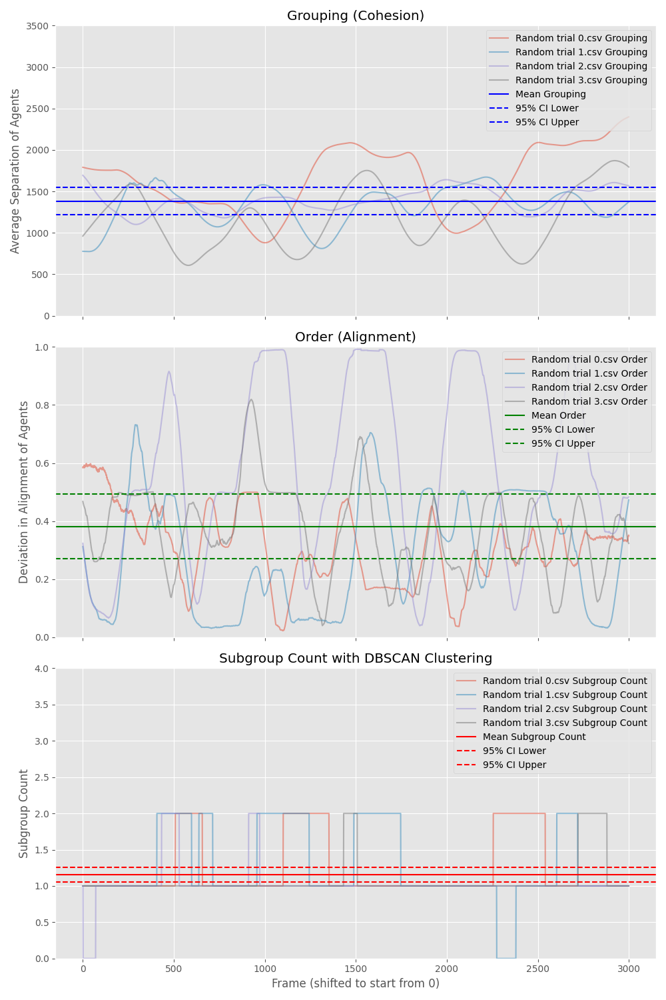 Grouping (Cohesion)
3500
3000
2500
2000
1500
1000
500
0
Average Separation of Agents
Random trial 0.csv Grouping
Random trial 1.csv Grouping
Random trial 2.csv Grouping
Random trial 3.csv Grouping
Mean Grouping
95% CI Lower
95% CI Upper
Order (Alignment)
1.0
0.8
0.6
0.4
0.2
0.0
Deviation in Alignment of Agents
Random trial 0.csv Order
Random trial 1.csv Order
Random trial 2.csv Order
Random trial 3.csv Order
Mean Order
95% CI Lower
95% CI Upper
Subgroup Count with DBSCAN Clustering
4.0
3.5
3.0
2.5
2.0
1.5
1.0
0.5
0.0
Subgroup Count
Random trial 0.csv Subgroup Count
Random trial 1.csv Subgroup Count
Random trial 2.csv Subgroup Count
Random trial 3.csv Subgroup Count
Mean Subgroup Count
95% CI Lower
95% CI Upper
0 500 1000 1500 2000 2500 3000
Frame (shifted to start from 0)